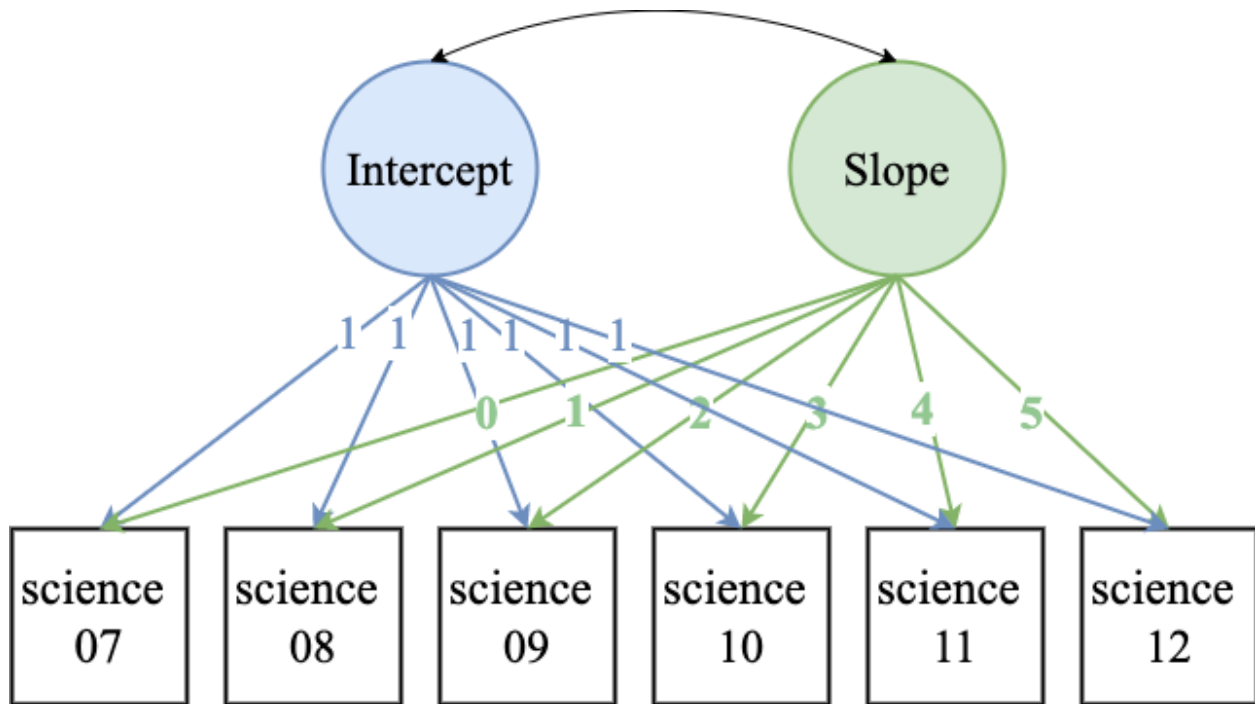 Intercept
Slope
1 1 1 1 1 1
0 1 2 3 4 5
science
07
science
08
science
09
science
10
science
11
science
12